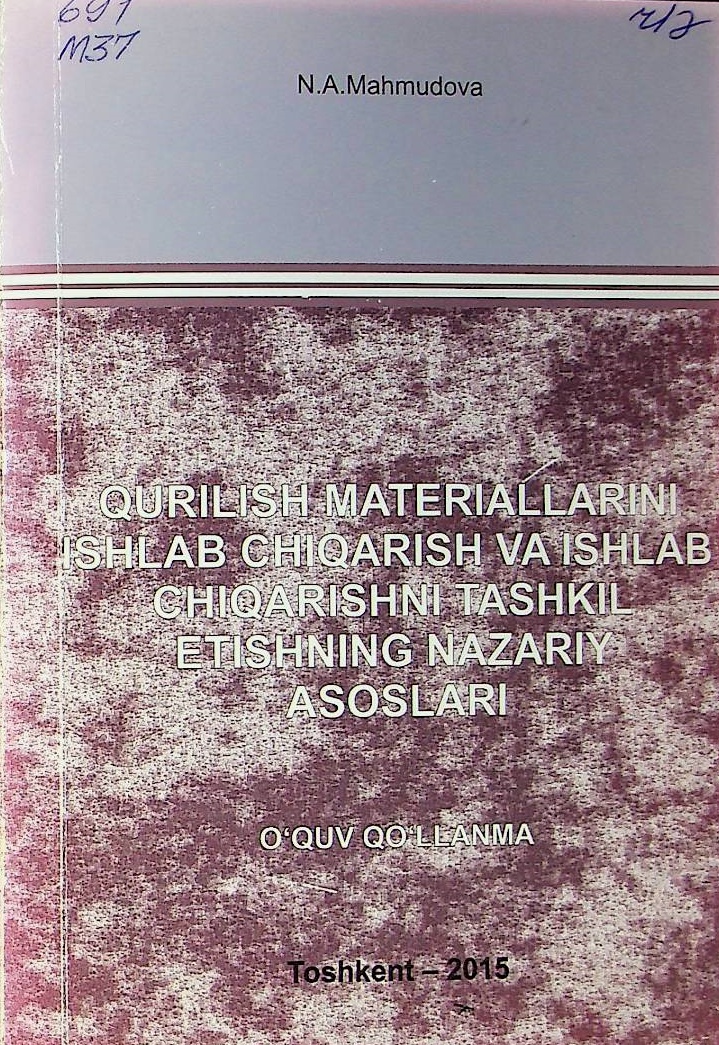 691
M37
ч/з
N.A.Mahmudova
QURILISH MATERIALLARINI
ISHLAB CHIQARISH VA ISHLAB
CHIQARISHNI TASHKIL
ETISHNING NAZARIY
ASOSLARI
O‘QUV QO‘LLANMA
Toshkent – 2015